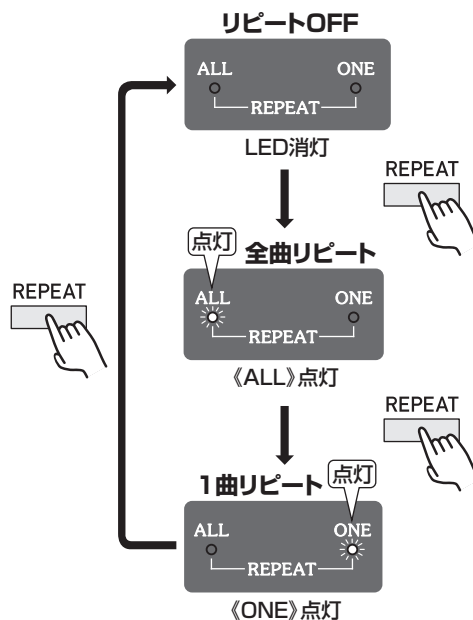 リピートOFF
ALL ONE
REPEAT
LED消灯
REPEAT
点灯
全曲リピート
ALL ONE
REPEAT
《ALL》点灯
REPEAT
REPEAT
1曲リピート
点灯
ALL ONE
REPEAT
《ONE》点灯